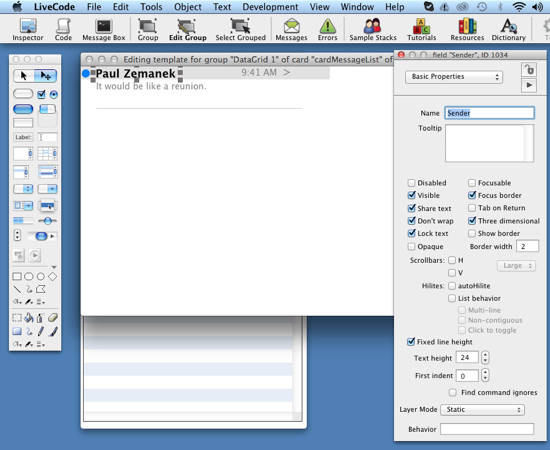 LiveCode File Edit Tools Object Text Development View Window Help
Inspector Code Message Box Group Edit Group Select Grouped Messages Errors Sample Stacks Tutorials Resources Dictionary
Editing template for group "DataGrid 1" of card "cardMessageList" of
Paul Zemanek 9:41 AM >
It would be like a reunion.
Label:
field "Sender", ID 1034
Basic Properties
Name Sender
Tooltip
Disabled Focusable
Visible Focus border
Share text Tab on Return
Don't wrap Three dimensional
Lock text Show border
Opaque Border width 2
Scrollbars: H Large
V
Hilites: autoHilite
List behavior
Multi-line
Non-contiguous
Click to toggle
Fixed line height
Text height 24
First indent 0
Find command ignores
Layer Mode Static
Behavior